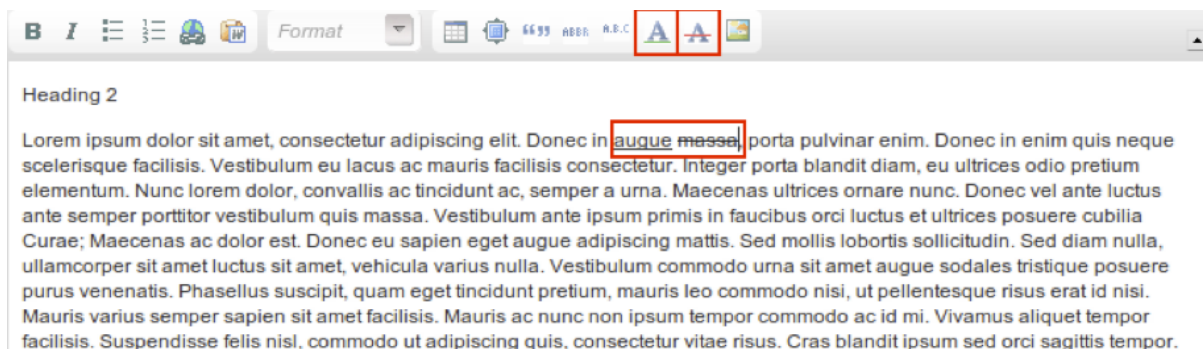 B I Format ““ ”” ABBR A.B.C A A
Heading 2
Lorem ipsum dolor sit amet, consectetur adipiscing elit. Donec in augue massa, porta pulvinar enim. Donec in enim quis neque
scelerisque facilisis. Vestibulum eu lacus ac mauris facilisis consectetur. Integer porta blandit diam, eu ultrices odio pretium
elementum. Nunc lorem dolor, convallis ac tincidunt ac, semper a urna. Maecenas ultrices ornare nunc. Donec vel ante luctus
ante semper porttitor vestibulum quis massa. Vestibulum ante ipsum primis in faucibus orci luctus et ultrices posuere cubilia
Curae; Maecenas ac dolor est. Donec eu sapien eget augue adipiscing mattis. Sed mollis lobortis sollicitudin. Sed diam nulla,
ullamcorper sit amet luctus sit amet, vehicula varius nulla. Vestibulum commodo urna sit amet augue sodales tristique posuere
purus venenatis. Phasellus suscipit, quam eget tincidunt pretium, mauris leo commodo nisi, ut pellentesque risus erat id nisi.
Mauris varius semper sapien sit amet facilisis. Mauris ac nunc non ipsum tempor commodo ac id mi. Vivamus aliquet tempor
facilisis. Suspendisse felis nisl, commodo ut adipiscing quis, consectetur vitae risus. Cras blandit ipsum sed orci sagittis tempor.